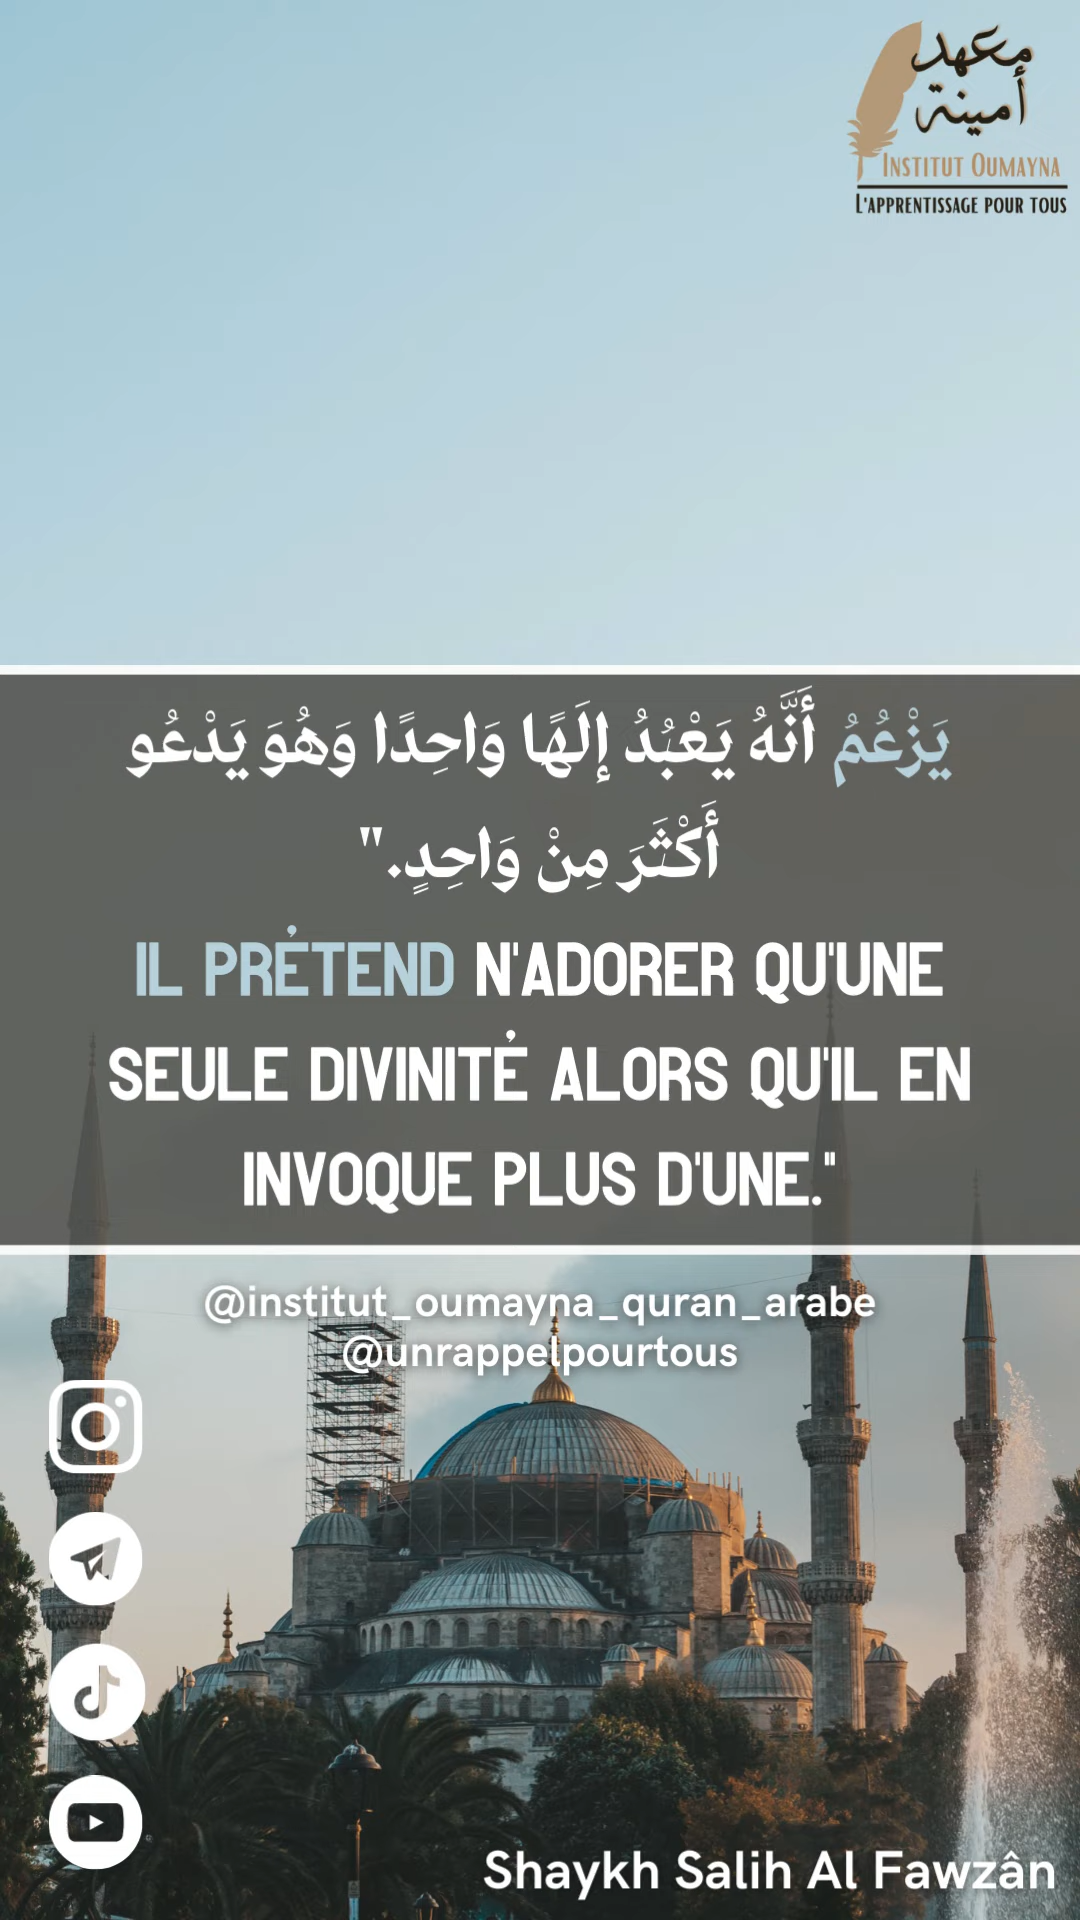 معهد
أمينة
INSTITUT OUMAYNA
L'APPRENTISSAGE POUR TOUS
يَزْعُمُ أَنَّهُ يَعْبُدُ إِلَهًا وَاحِدًا وَهُوَ يَدْعُو
أَكْثَرَ مِنْ وَاحِدٍ."
IL PRÉTEND N'ADORER QU'UNE
SEULE DIVINITÉ ALORS QU'IL EN
INVOQUE PLUS D'UNE."
@institut_oumayna_quran_arabe
@unrappelpourtous
Shaykh Salih Al Fawzân